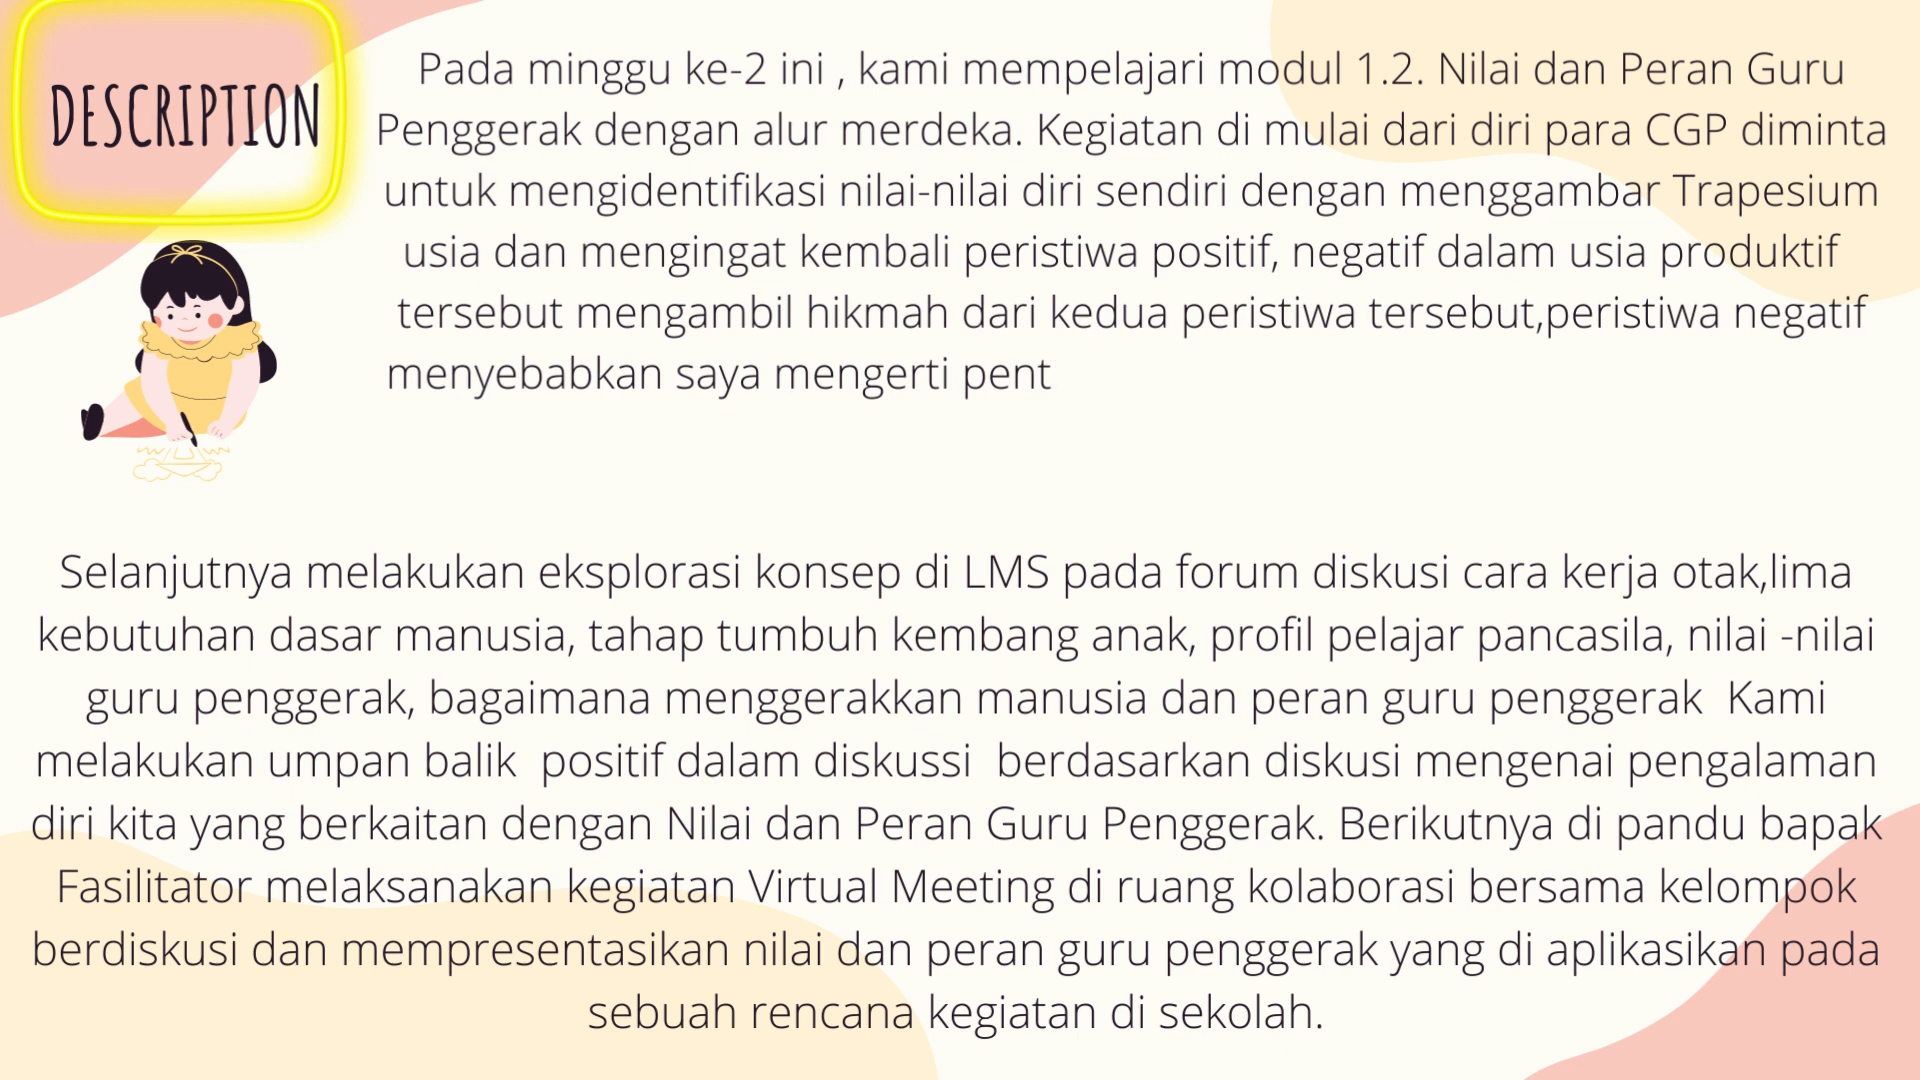 DESCRIPTION
Pada minggu ke-2 ini , kami mempelajari modul 1.2. Nilai dan Peran Guru
Penggerak dengan alur merdeka. Kegiatan di mulai dari diri para CGP diminta
untuk mengidentifikasi nilai-nilai diri sendiri dengan menggambar Trapesium
usia dan mengingat kembali peristiwa positif, negatif dalam usia produktif
tersebut mengambil hikmah dari kedua peristiwa tersebut,peristiwa negatif
menyebabkan saya mengerti pent
Selanjutnya melakukan eksplorasi konsep di LMS pada forum diskusi cara kerja otak,lima
kebutuhan dasar manusia, tahap tumbuh kembang anak, profil pelajar pancasila, nilai -nilai
guru penggerak, bagaimana menggerakkan manusia dan peran guru penggerak  Kami
melakukan umpan balik  positif dalam diskussi  berdasarkan diskusi mengenai pengalaman
diri kita yang berkaitan dengan Nilai dan Peran Guru Penggerak. Berikutnya di pandu bapak
Fasilitator melaksanakan kegiatan Virtual Meeting di ruang kolaborasi bersama kelompok
berdiskusi dan mempresentasikan nilai dan peran guru penggerak yang di aplikasikan pada
sebuah rencana kegiatan di sekolah.